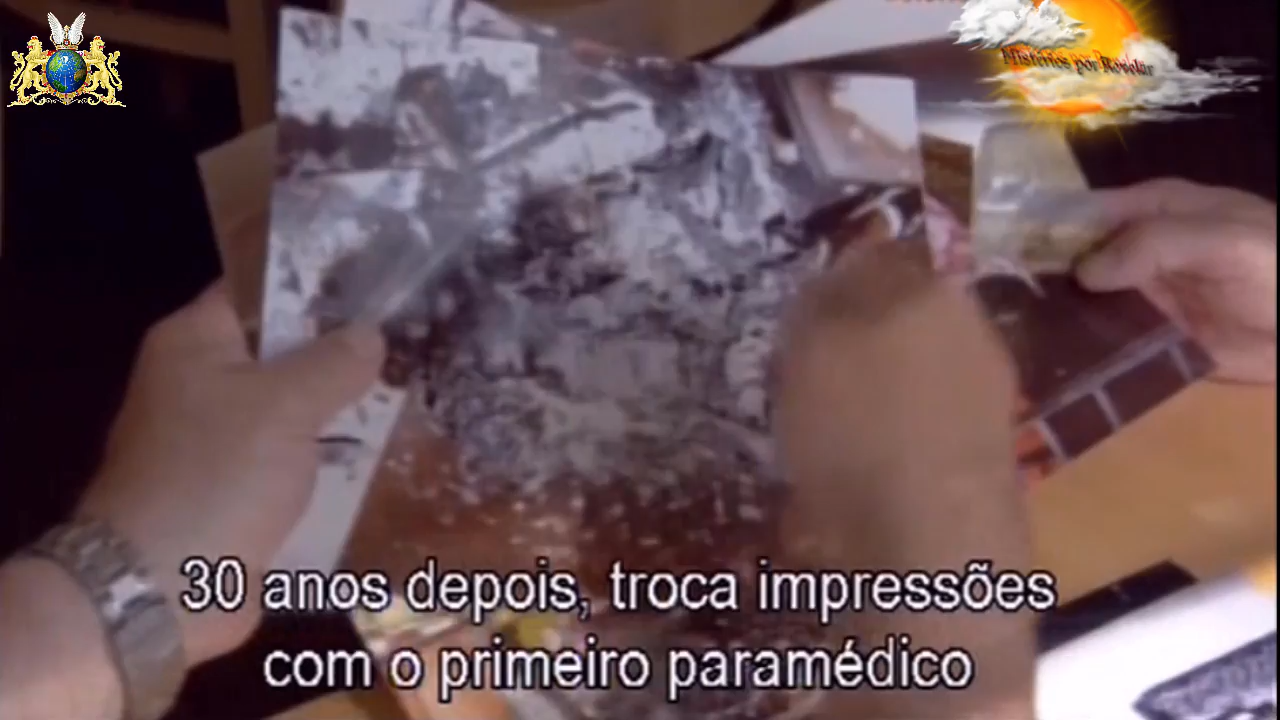 Mistérios por Revelar
30 anos depois, troca impressões
com o primeiro paramédico